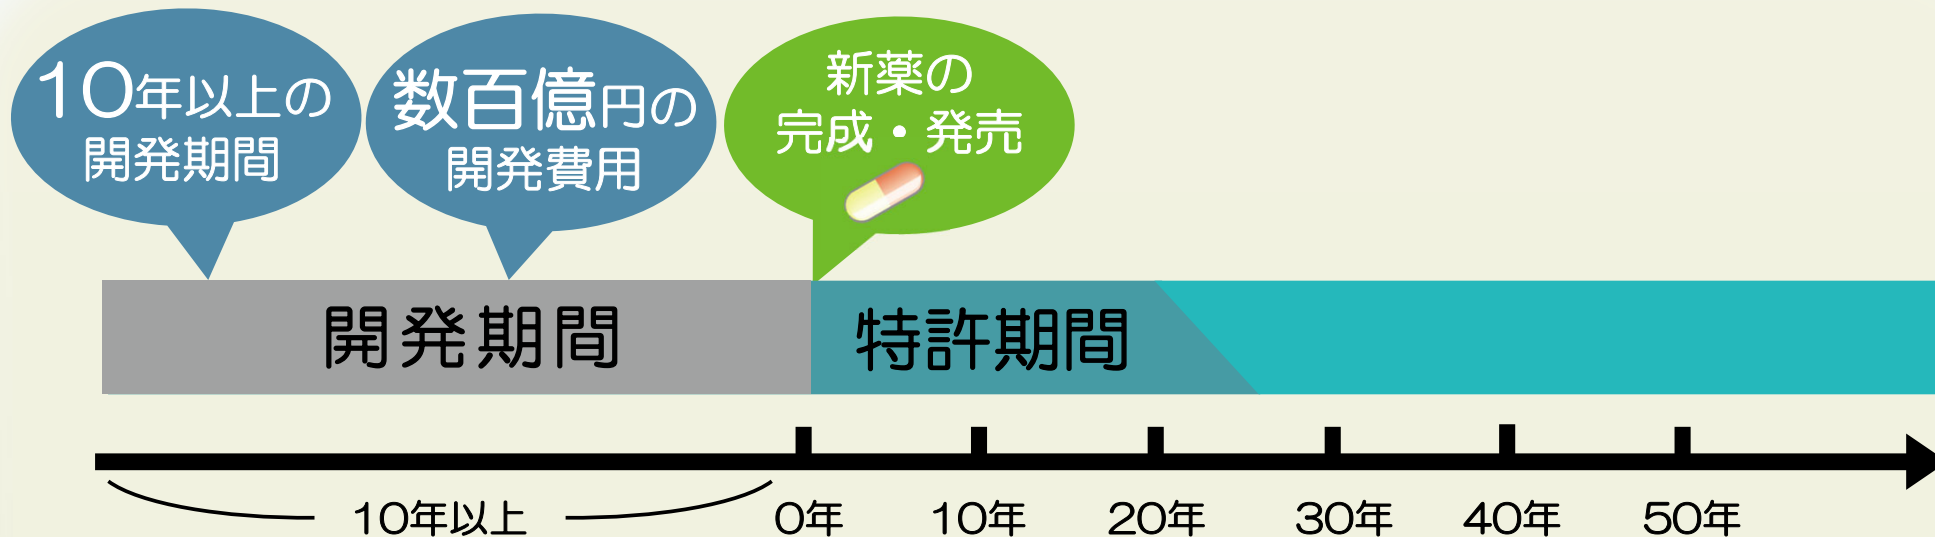 10年以上の
開発期間
数百億円の
開発費用
新薬の
完成・発売
開発期間
特許期間
10年以上
0年
10年
20年
30年
40年
50年